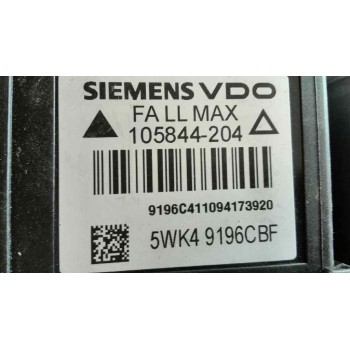 SIEMENS VDO
FA LL MAX
105844-204
9196C411094173920
5WK4 9196CBF